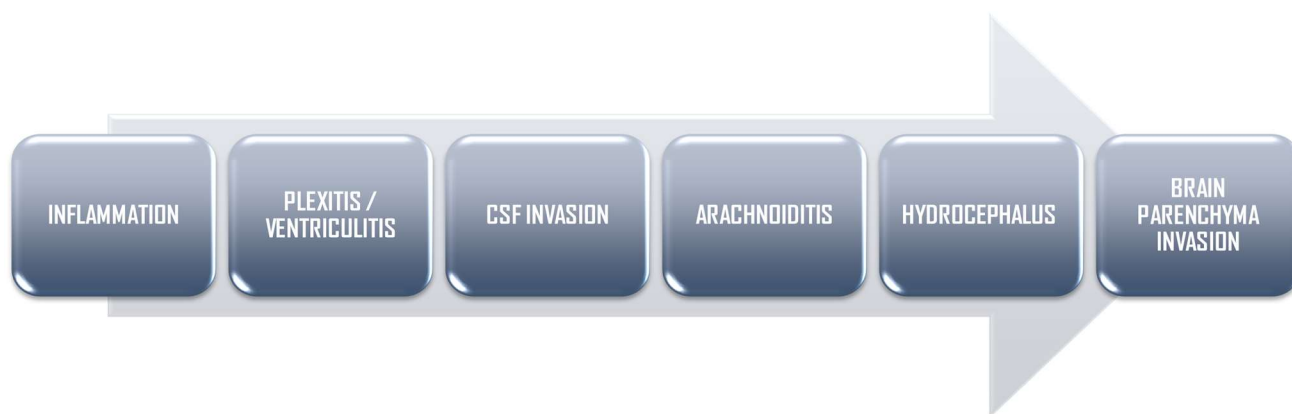 INFLAMMATION
PLEXITIS /
VENTRICULITIS
CSF INVASION
ARACHNOIDITIS
HYDROCEPHALUS
BRAIN
PARENCHYMA
INVASION